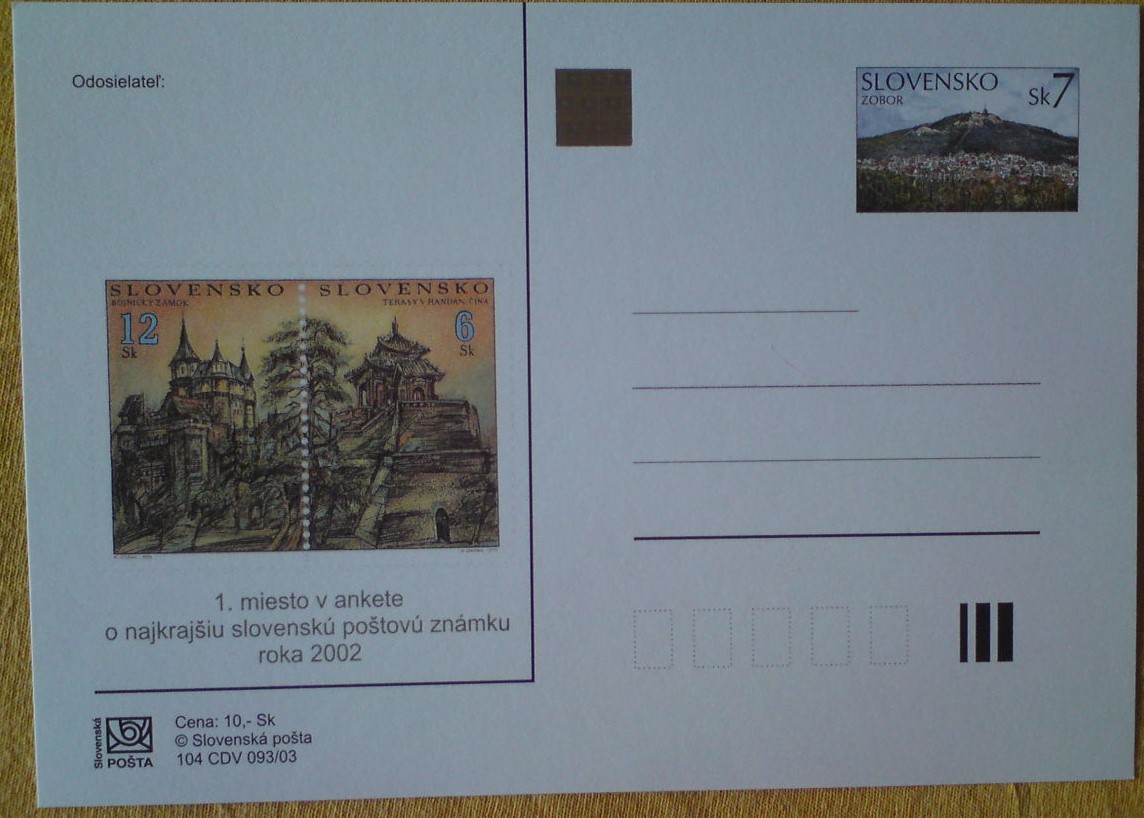 Odosielateľ:
SLOVENSKO
ZOBOR
Sk7
SLOVENSKO
BOJNICKÝ ZÁMOK
12
Sk
SLOVENSKO
TERASY V HANDAN, ČÍNA
6
Sk
1. miesto v ankete
o najkrajšiu slovenskú poštovú známku
roka 2002
Slovenská
POŠTA
Cena: 10,- Sk
© Slovenská pošta
104 CDV 093/03